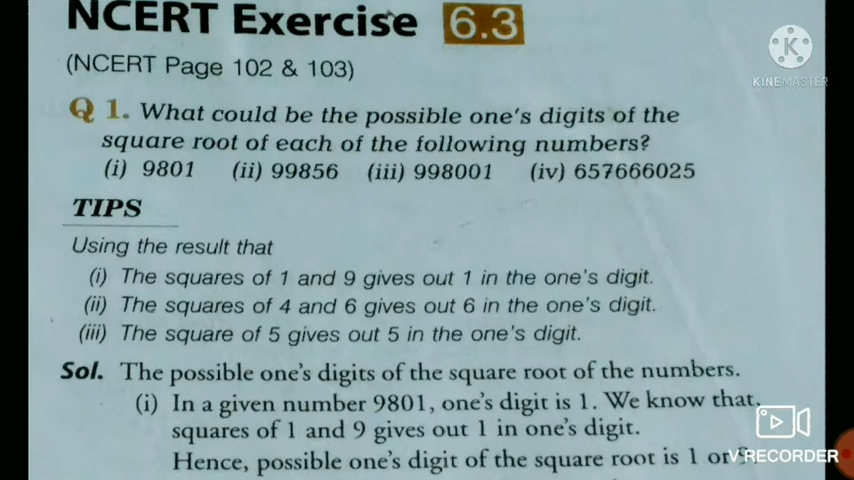 NCERT Exercise 6.3
(NCERT Page 102 & 103)
KINEMASTER
Q 1. What could be the possible one's digits of the
square root of each of the following numbers?
(i) 9801 (ii) 99856 (iii) 998001 (iv) 657666025
TIPS
Using the result that
(i) The squares of 1 and 9 gives out 1 in the one's digit.
(ii) The squares of 4 and 6 gives out 6 in the one's digit.
(iii) The square of 5 gives out 5 in the one's digit.
Sol. The possible one's digits of the square root of the numbers.
(i) In a given number 9801, one's digit is 1. We know that,
squares of 1 and 9 gives out 1 in one's digit.
Hence, possible one's digit of the square root is 1 or
V RECORDER